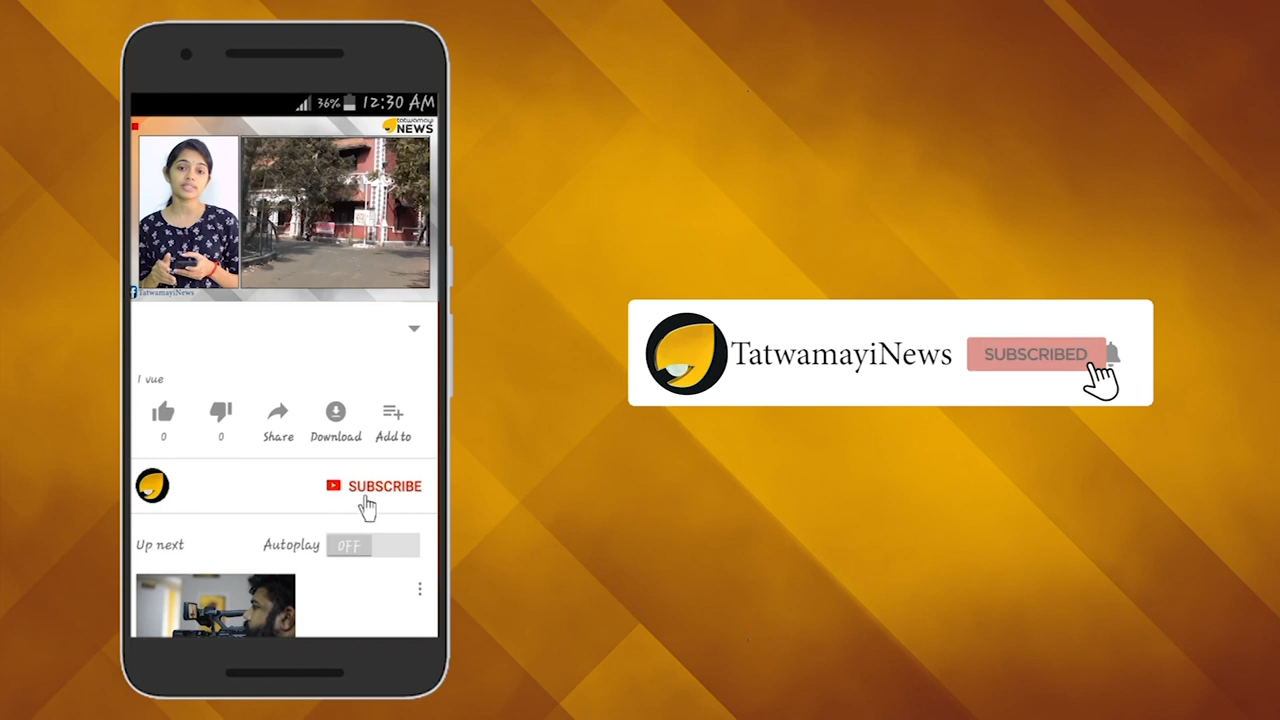 36% 12:30 AM
tatwamayi
NEWS
TatwamayiNews
1 vue
0 0 Share Download Add to
SUBSCRIBE
Up next Autoplay OFF
TatwamayiNews SUBSCRIBED